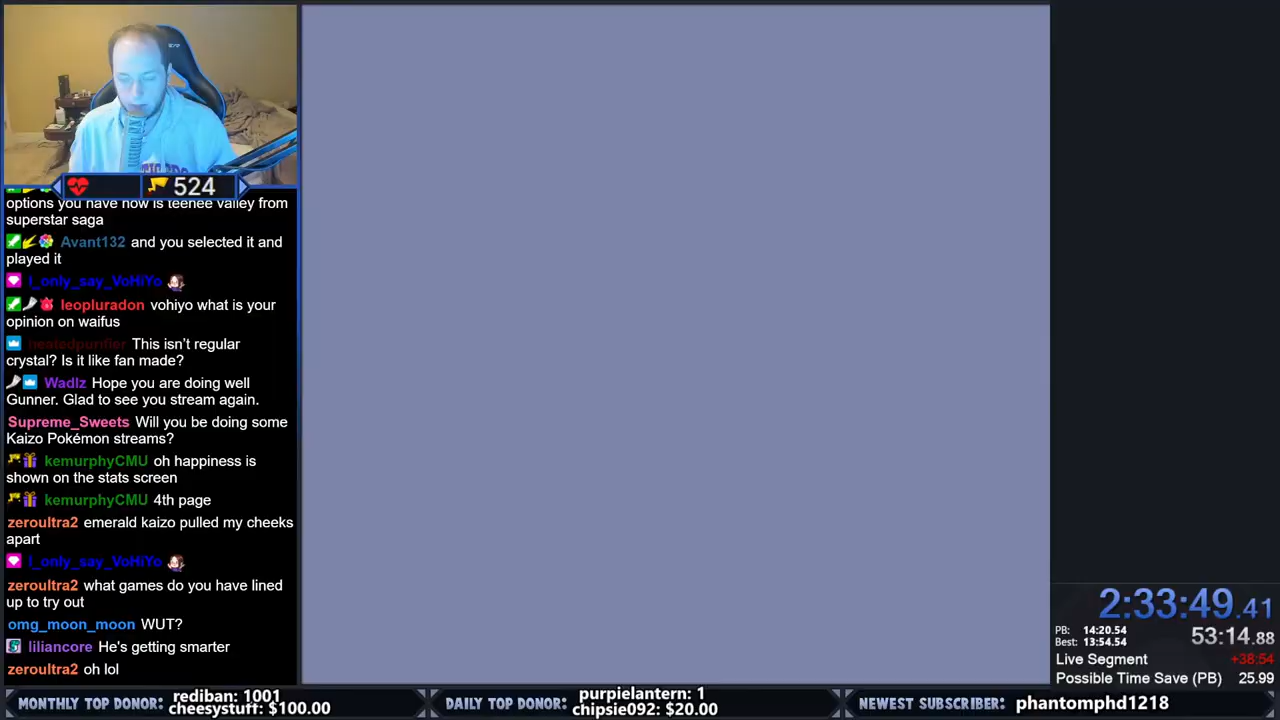 524
options you have now is teenee valley from
superstar saga
Avant132 and you selected it and
played it
I_only_say_VoHiYo
leopluradon vohiyo what is your
opinion on waifus
neatedpurifier This isn't regular
crystal? Is it like fan made?
Wadlz Hope you are doing well
Gunner. Glad to see you stream again.
Supreme_Sweets Will you be doing some
Kaizo Pokémon streams?
kemurphyCMU oh happiness is
shown on the stats screen
kemurphyCMU 4th page
zeroultra2 emerald kaizo pulled my cheeks
apart
I_only_say_VoHiYo
zeroultra2 what games do you have lined
up to try out
omg_moon_moon WUT?
liliancore He's getting smarter
zeroultra2 oh lol
2:33:49.41
PB: 14:20.54
Best: 13:54.54
53:14.88
Live Segment +38:54
Possible Time Save (PB) 25.99
MONTHLY TOP DONOR: rediban: 1001
cheesystuff: $100.00
DAILY TOP DONOR: purpielantern: 1
chipsie092: $20.00
NEWEST SUBSCRIBER: phantomphd1218